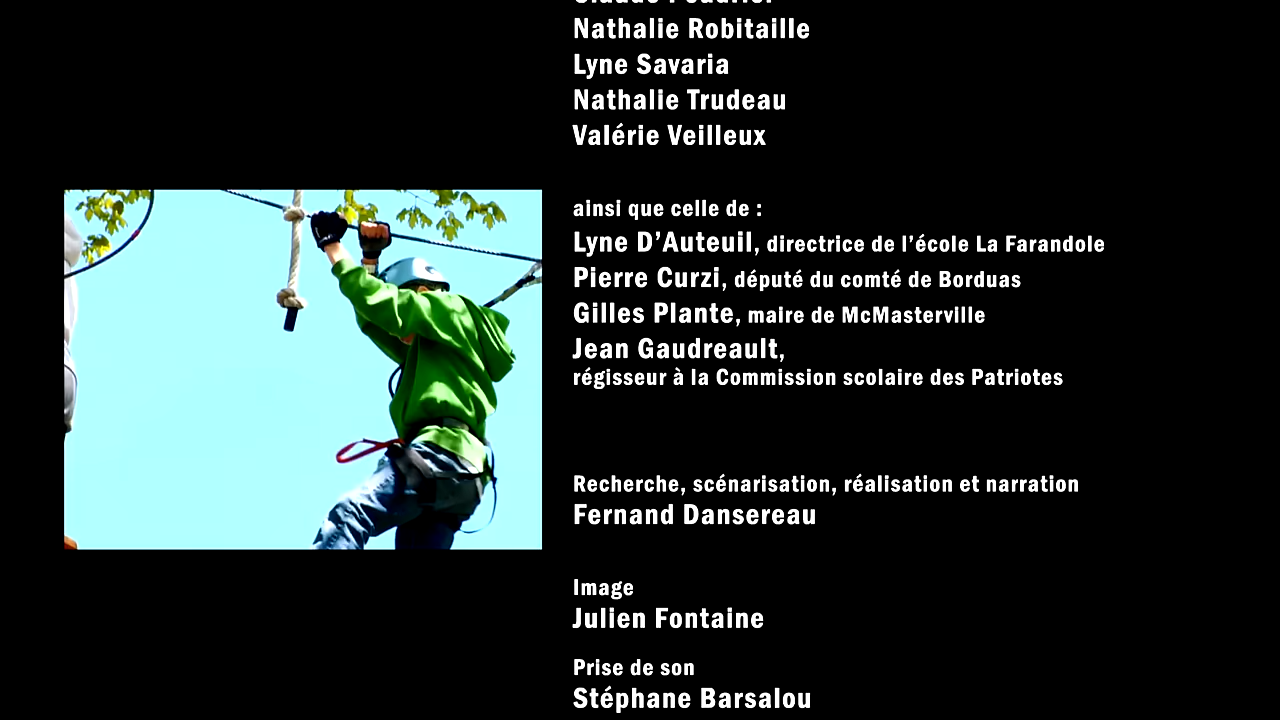 Nathalie Robitaille
Lyne Savaria
Nathalie Trudeau
Valérie Veilleux
ainsi que celle de :
Lyne D’Auteuil, directrice de l’école La Farandole
Pierre Curzi, député du comté de Borduas
Gilles Plante, maire de McMasterville
Jean Gaudreault,
régisseur à la Commission scolaire des Patriotes
Recherche, scénarisation, réalisation et narration
Fernand Dansereau
Image
Julien Fontaine
Prise de son
Stéphane Barsalou